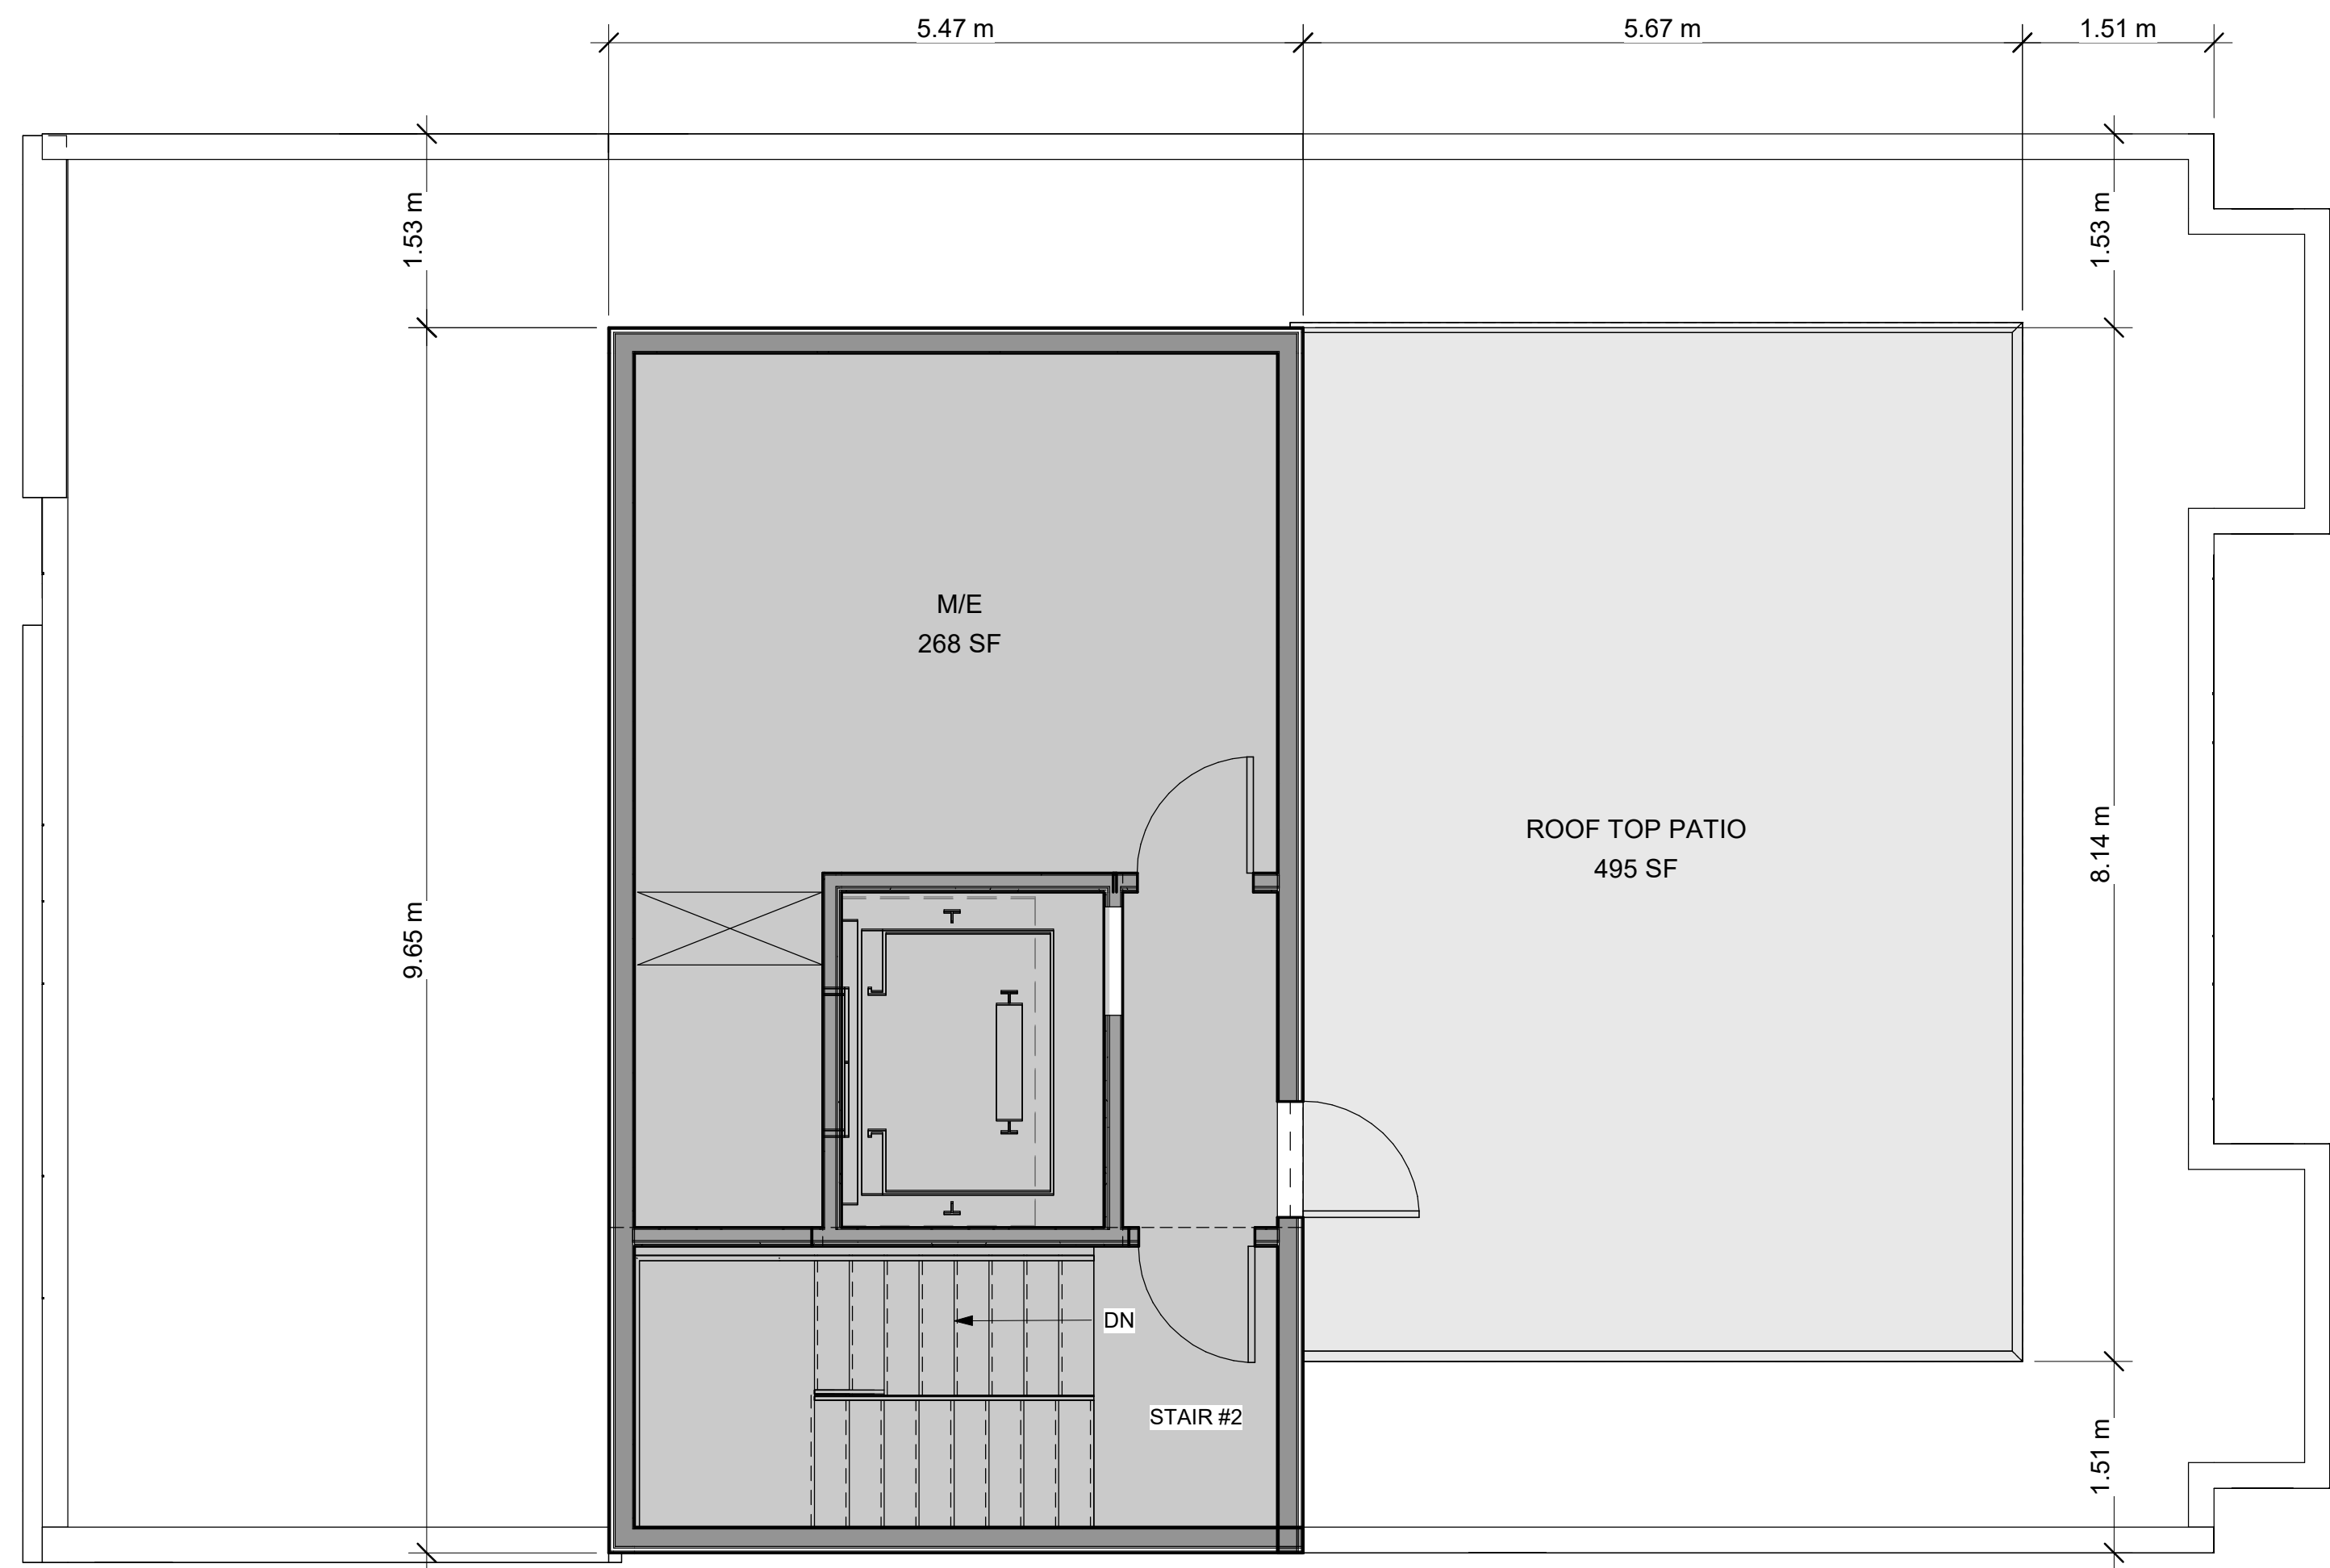 5.47 m
5.67 m
1.51 m
1.53 m
1.53 m
M/E
268 SF
ROOF TOP PATIO
495 SF
8.14 m
9.65 m
DN
STAIR #2
1.51 m